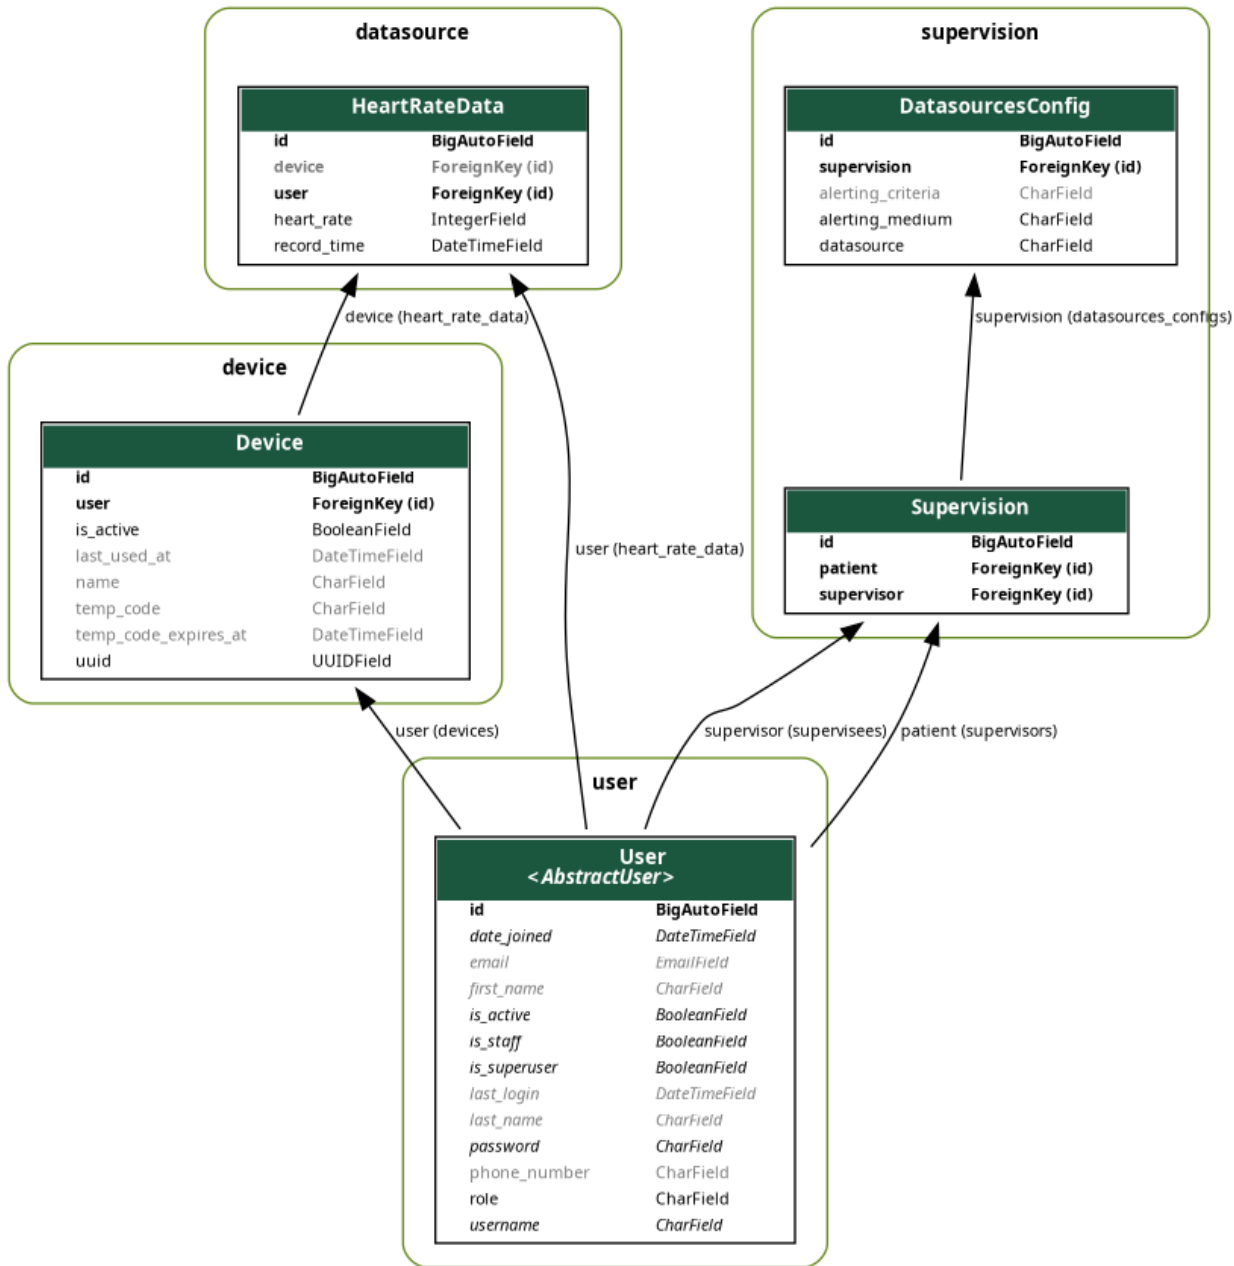 datasource
HeartRateData
id BigAutoField
device ForeignKey (id)
user ForeignKey (id)
heart_rate IntegerField
record_time DateTimeField
supervision
DatasourcesConfig
id BigAutoField
supervision ForeignKey (id)
alerting_criteria CharField
alerting_medium CharField
datasource CharField
device (heart_rate_data)
supervision (datasources_configs)
device
Device
id BigAutoField
user ForeignKey (id)
is_active BooleanField
last_used_at DateTimeField
name CharField
temp_code CharField
temp_code_expires_at DateTimeField
uuid UUIDField
user (heart_rate_data)
Supervision
id BigAutoField
patient ForeignKey (id)
supervisor ForeignKey (id)
user (devices)
supervisor (supervisees)
patient (supervisors)
user
User
<AbstractUser>
id BigAutoField
date_joined DateTimeField
email EmailField
first_name CharField
is_active BooleanField
is_staff BooleanField
is_superuser BooleanField
last_login DateTimeField
last_name CharField
password CharField
phone_number CharField
role CharField
username CharField